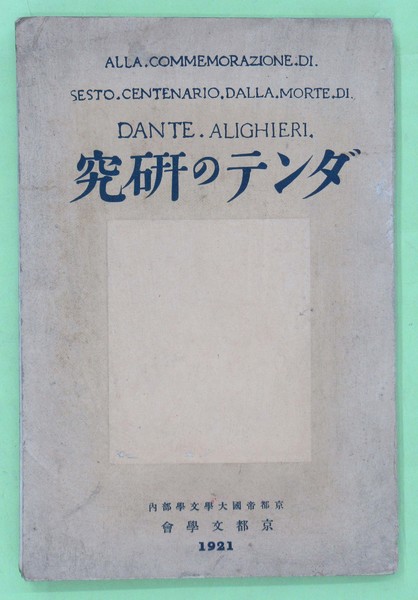 ALLA.COMMEMORAZIONE.DI.
SESTO.CENTENARIO.DALLA.MORTE.DI.
DANTE.ALIGHIERI.
ダンテの研究
京都帝國大學文學部內
京都文學會
1921